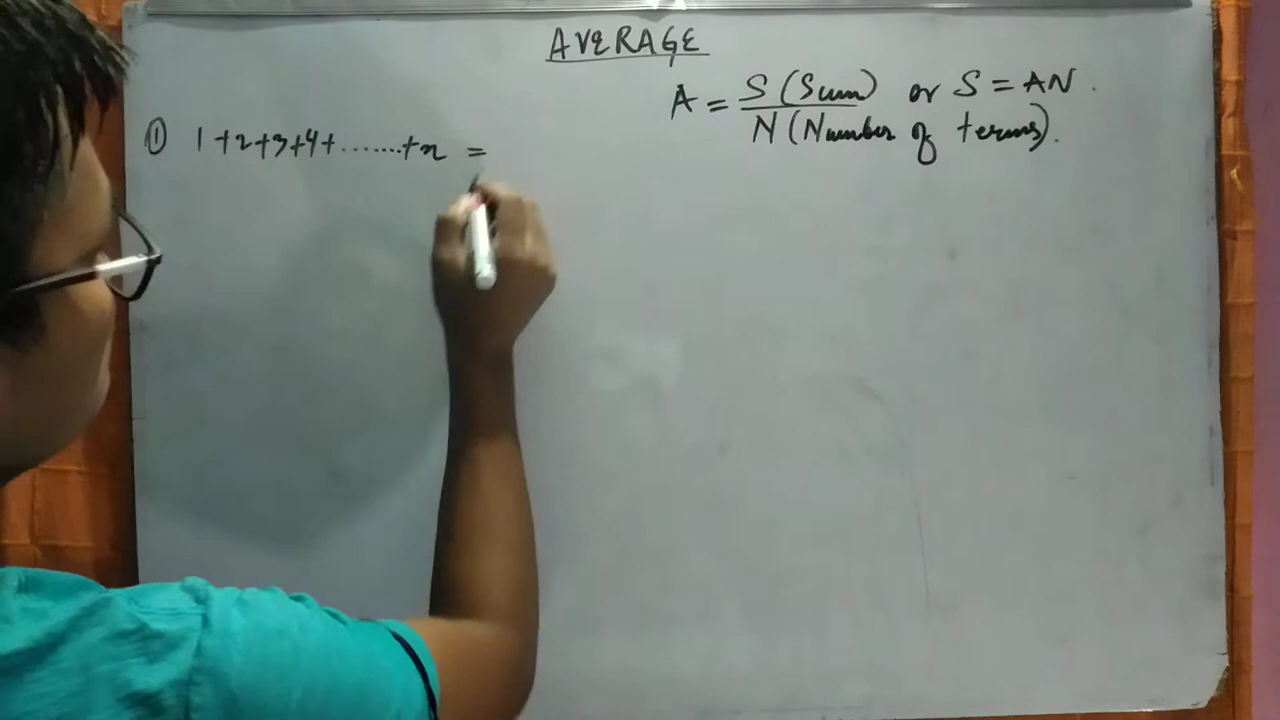 AVERAGE
A = S (Sum) / N (Number of terms). or S = AN.
① 1+2+3+4+.......+n =